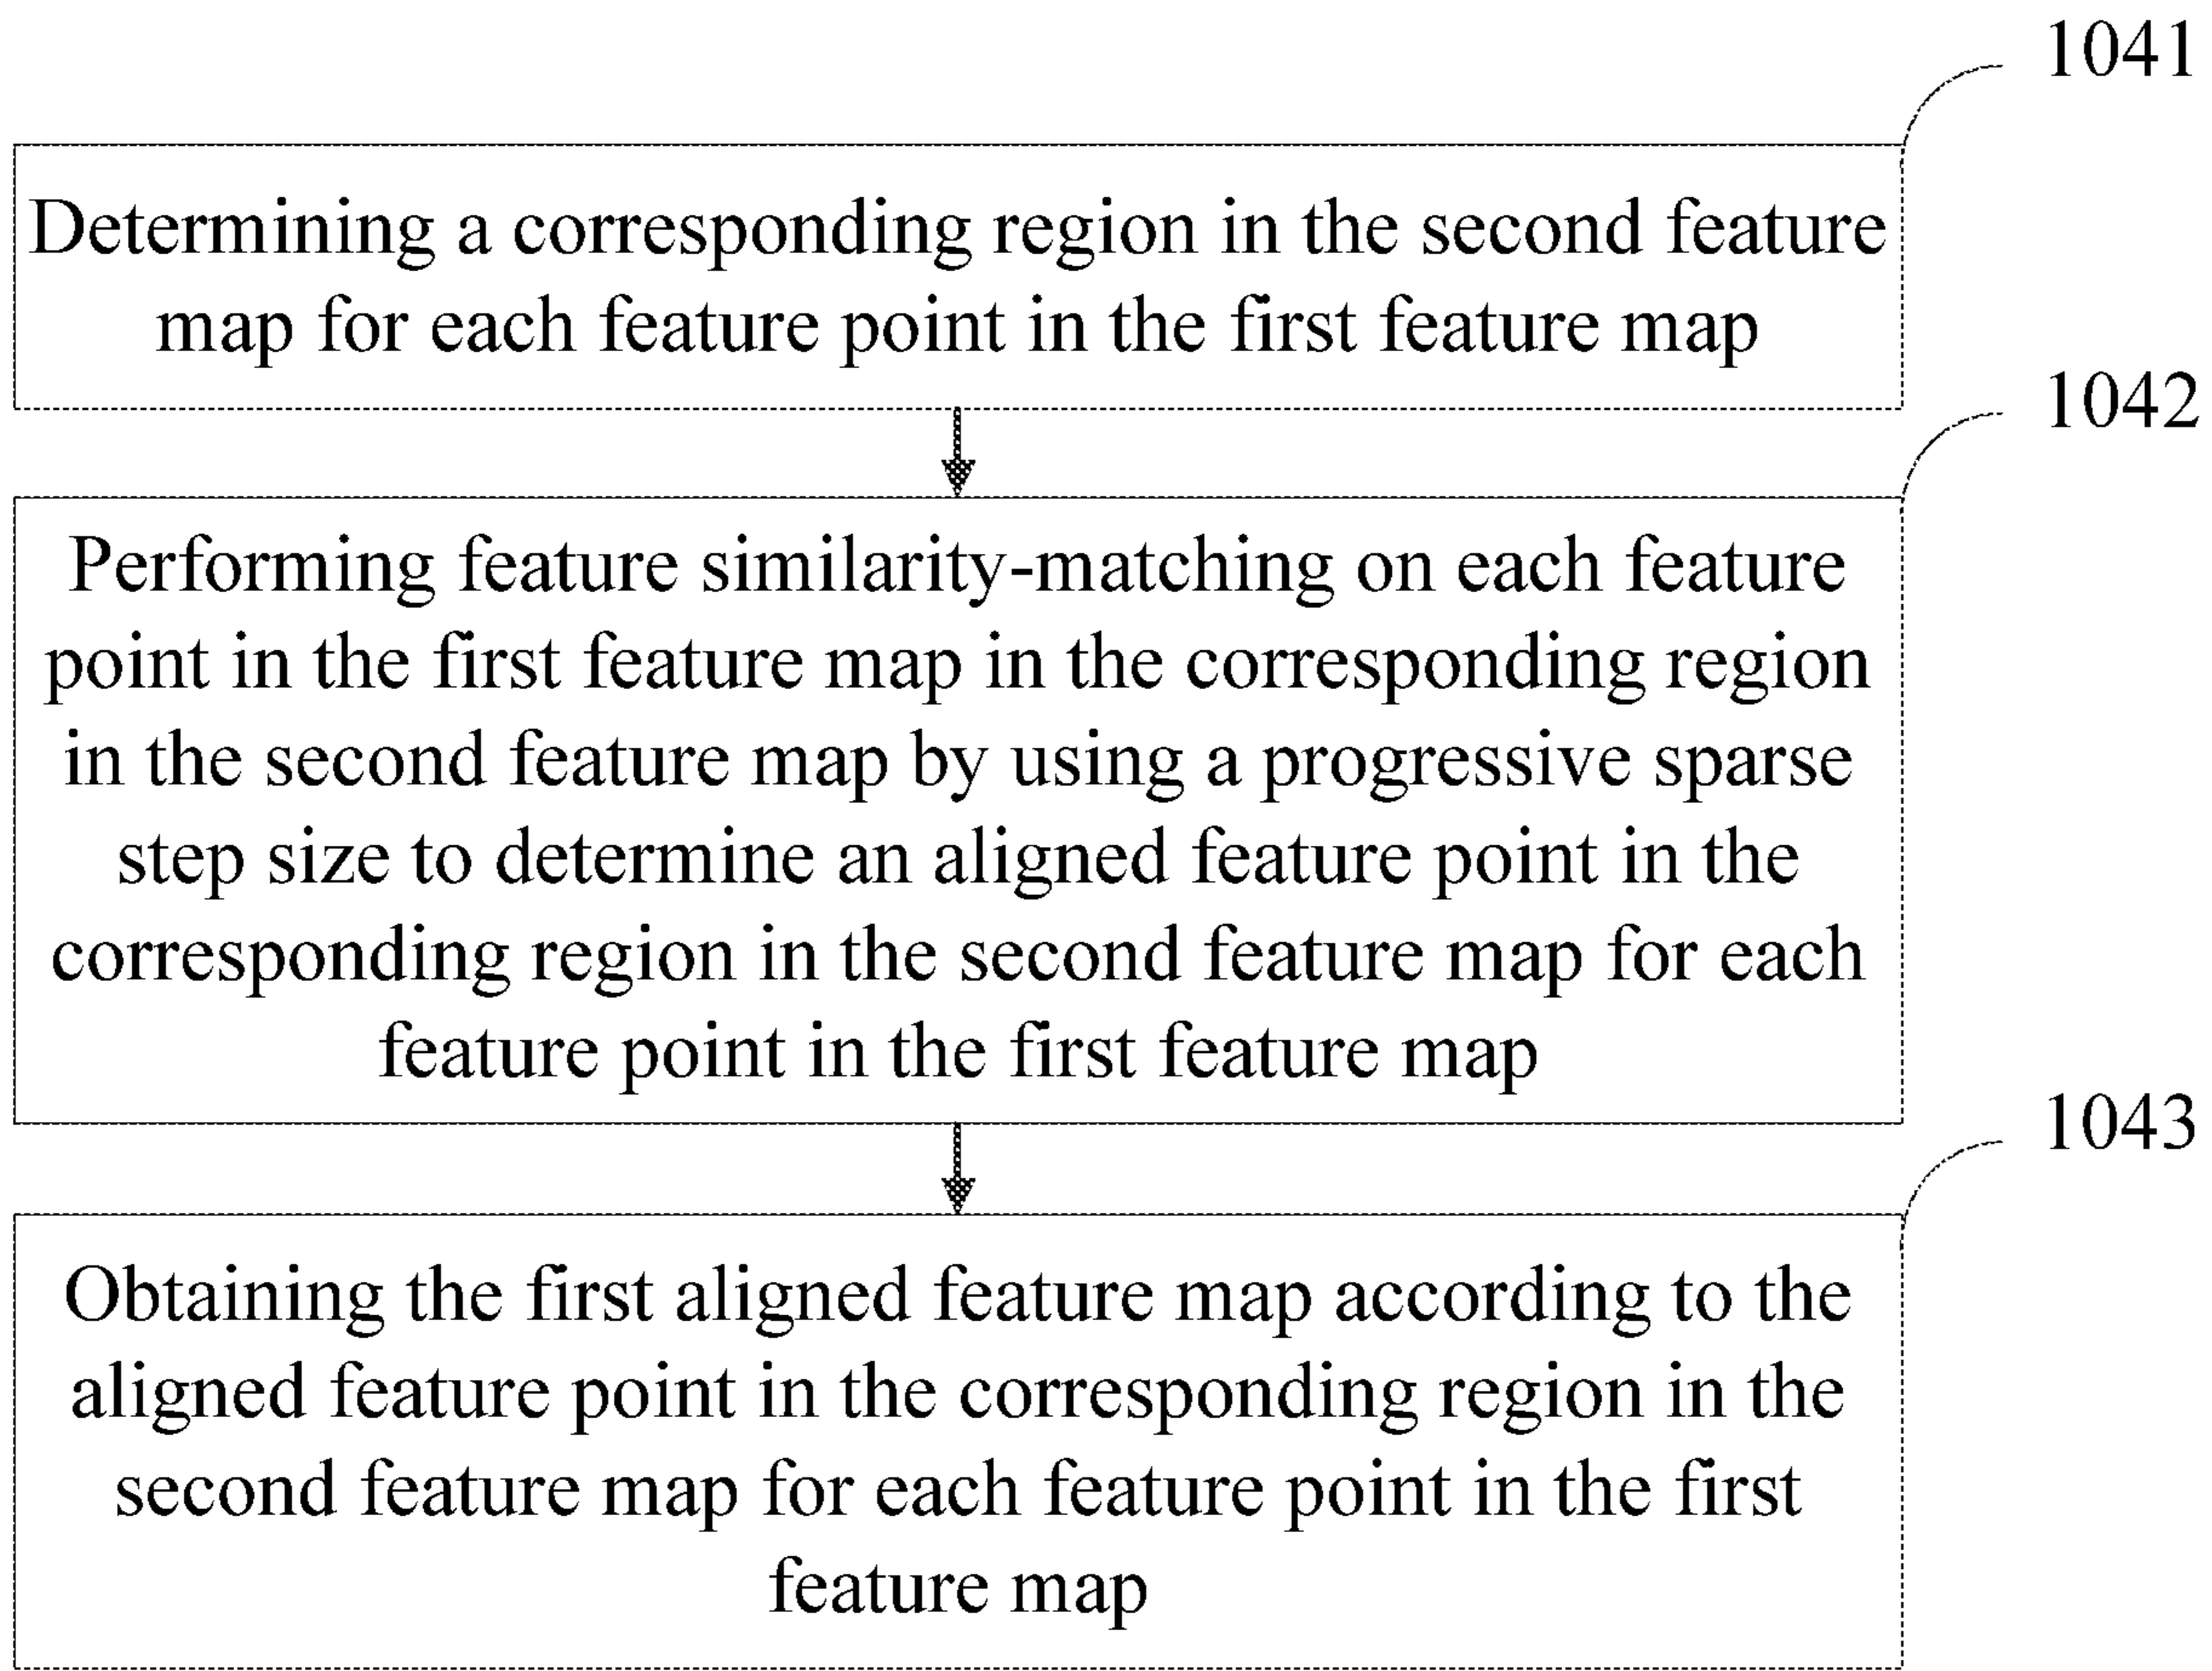 1041
Determining a corresponding region in the second feature
map for each feature point in the first feature map
1042
Performing feature similarity-matching on each feature
point in the first feature map in the corresponding region
in the second feature map by using a progressive sparse
step size to determine an aligned feature point in the
corresponding region in the second feature map for each
feature point in the first feature map
1043
Obtaining the first aligned feature map according to the
aligned feature point in the corresponding region in the
second feature map for each feature point in the first
feature map